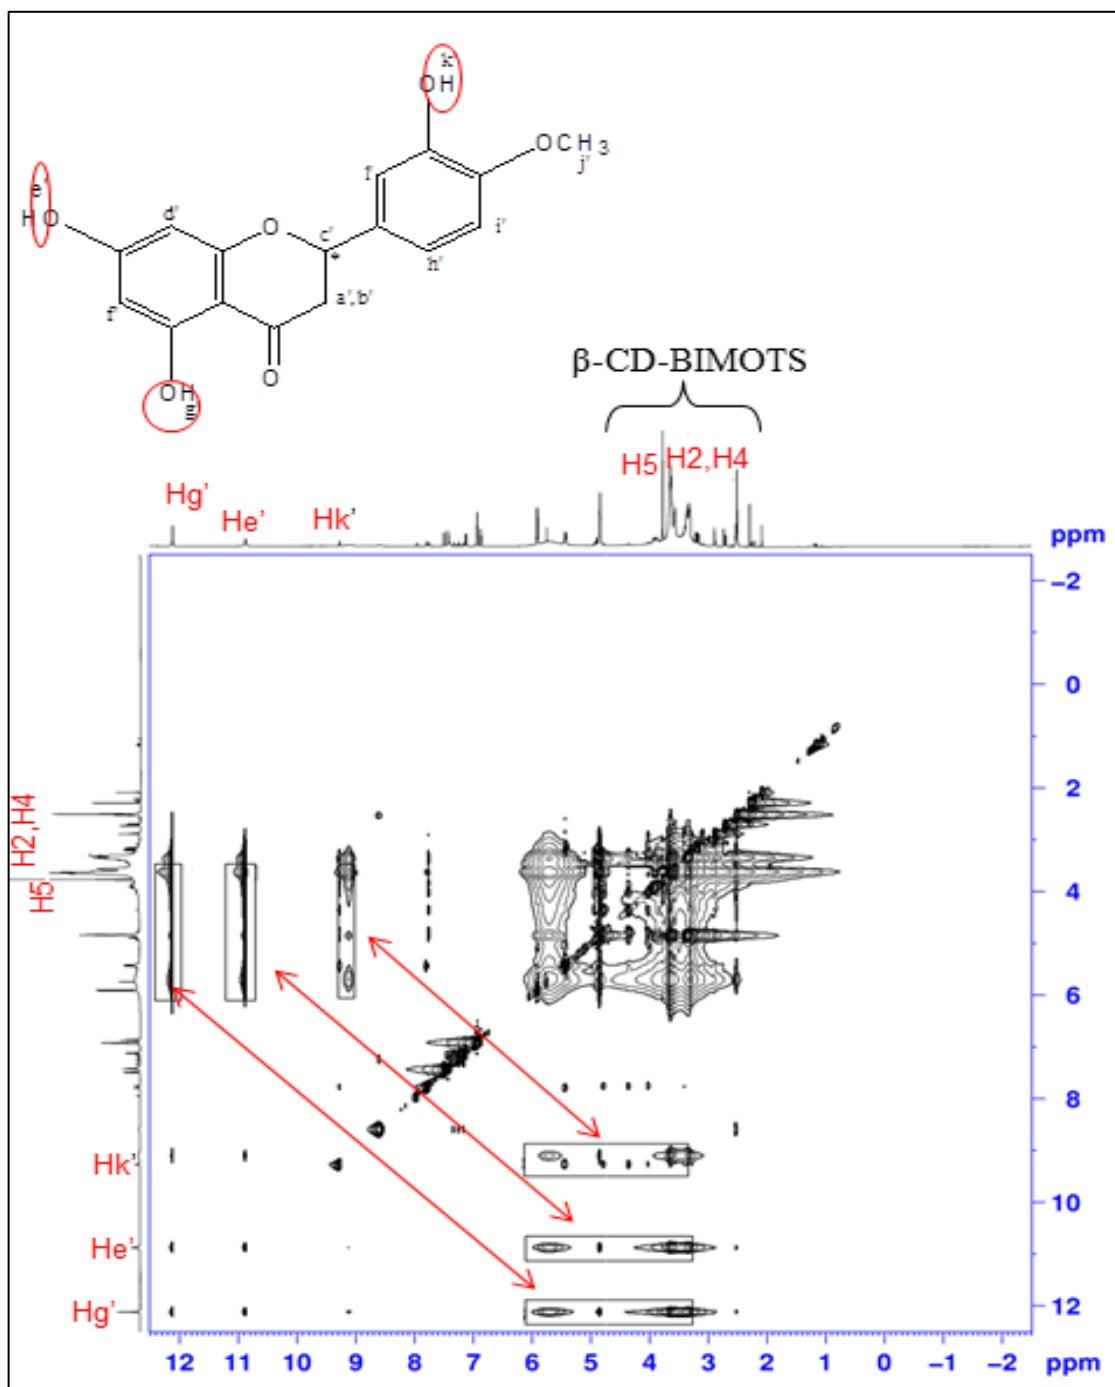 k
OH
OCH3
j'
f'
e'
HO
d'
O
c'
*
i'
h'
a',b'
f'
O
OH
g
β-CD-BIMOTS
H5 H2,H4
Hg'
He'
Hk'
ppm
-2
0
2
4
6
8
10
12
H2,H4
H5
Hk'
He'
Hg'
12 11 10 9 8 7 6 5 4 3 2 1 0 -1 -2 ppm